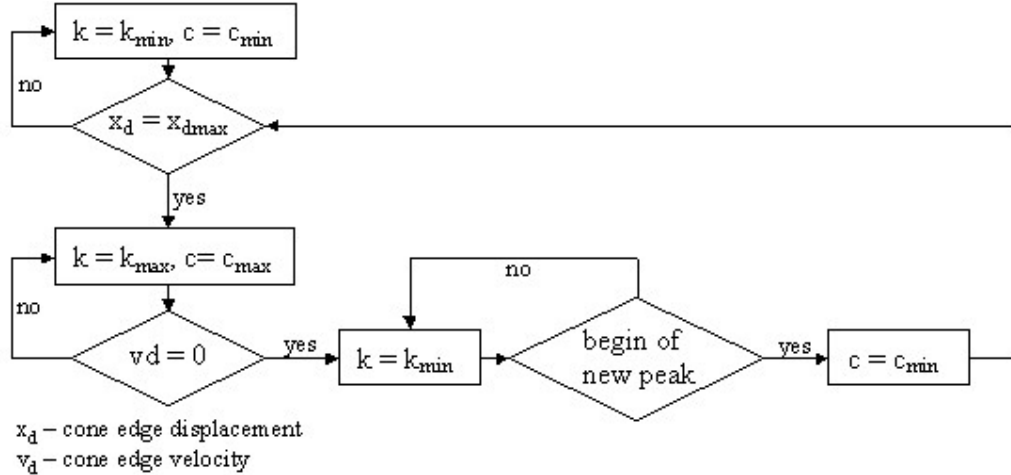 k = kmin, c = cmin
no
xd = xdmax
yes
k = kmax, c= cmax
no
no
vd = 0
yes
k = kmin
begin of
new peak
yes
c = cmin
xd – cone edge displacement
vd – cone edge velocity